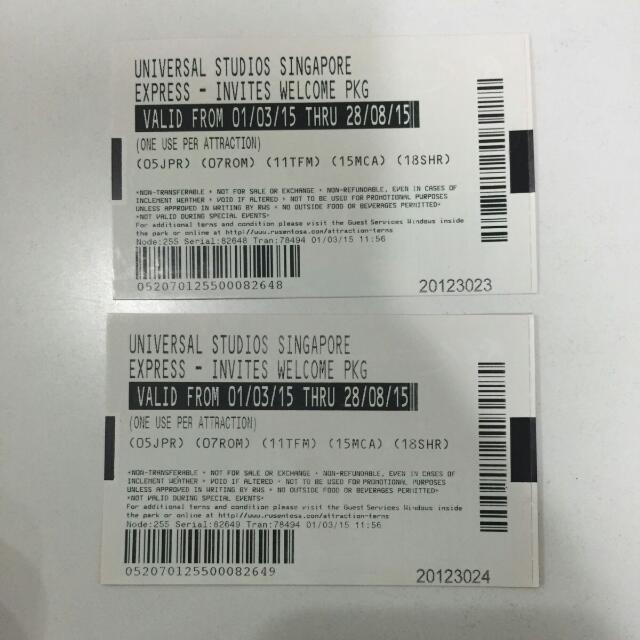 UNIVERSAL STUDIOS SINGAPORE
EXPRESS - INVITES WELCOME PKG
VALID FROM 01/03/15 THRU 28/08/15
(ONE USE PER ATTRACTION)
(05JPR) (07ROM) (11TFM) (15MCA) (18SHR)
*NON-TRANSFERABLE * NOT FOR SALE OR EXCHANGE * NON-REFUNDABLE, EVEN IN CASES OF
INCLEMENT WEATHER * VOID IF ALTERED * NOT TO BE USED FOR PROMOTIONAL PURPOSES
UNLESS APPROVED IN WRITING BY RWS * NO OUTSIDE FOOD OR BEVERAGES PERMITTED*
*NOT VALID DURING SPECIAL EVENTS*
For additional terms and condition please visit the Guest Services Windows inside
the park or online at http://www.rwsentosa.com/attraction-terms
Node:255 Serial:82648 Tran:78494 01/03/15 11:56
052070125500082648
20123023
UNIVERSAL STUDIOS SINGAPORE
EXPRESS - INVITES WELCOME PKG
VALID FROM 01/03/15 THRU 28/08/15
(ONE USE PER ATTRACTION)
(05JPR) (07ROM) (11TFM) (15MCA) (18SHR)
*NON-TRANSFERABLE * NOT FOR SALE OR EXCHANGE * NON-REFUNDABLE, EVEN IN CASES OF
INCLEMENT WEATHER * VOID IF ALTERED * NOT TO BE USED FOR PROMOTIONAL PURPOSES
UNLESS APPROVED IN WRITING BY RWS * NO OUTSIDE FOOD OR BEVERAGES PERMITTED*
*NOT VALID DURING SPECIAL EVENTS*
For additional terms and condition please visit the Guest Services Windows inside
the park or online at http://www.rwsentosa.com/attraction-terms
Node:255 Serial:82649 Tran:78494 01/03/15 11:56
052070125500082649
20123024